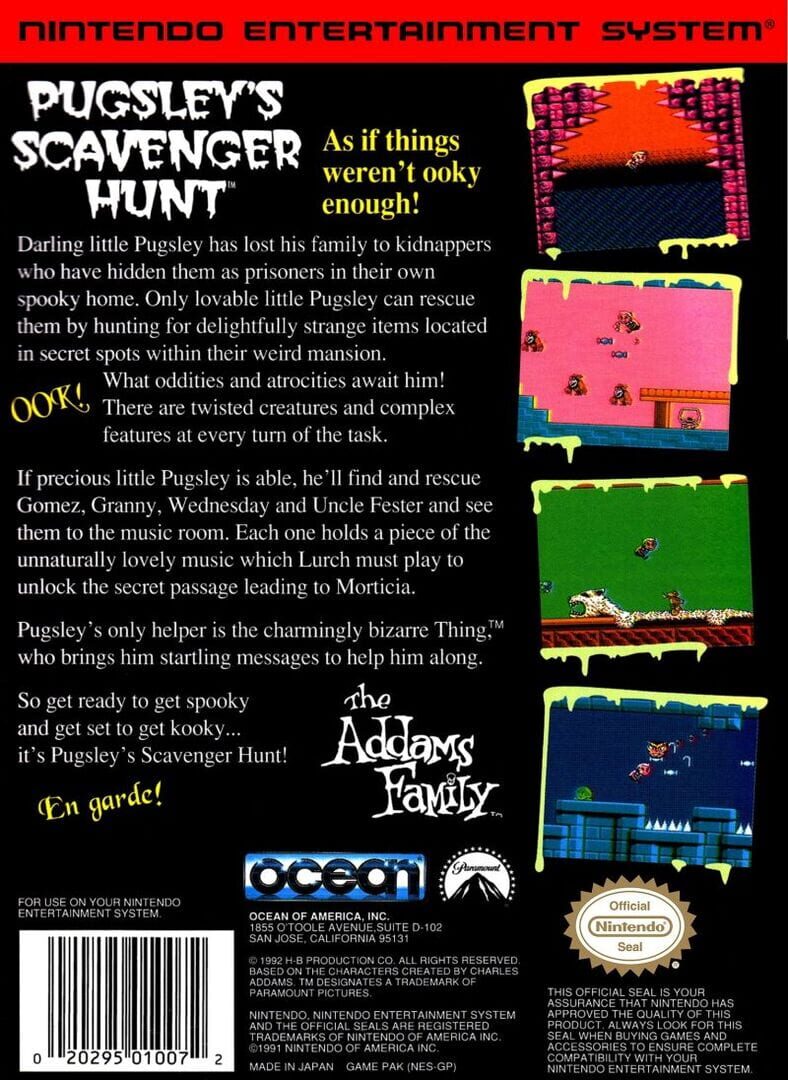 NINTENDO ENTERTAINMENT SYSTEM®
PUGSLEY'S
SCAVENGER
HUNT™
As if things
weren't ooky
enough!
Darling little Pugsley has lost his family to kidnappers
who have hidden them as prisoners in their own
spooky home. Only lovable little Pugsley can rescue
them by hunting for delightfully strange items located
in secret spots within their weird mansion.
OOK!
What oddities and atrocities await him!
There are twisted creatures and complex
features at every turn of the task.
If precious little Pugsley is able, he'll find and rescue
Gomez, Granny, Wednesday and Uncle Fester and see
them to the music room. Each one holds a piece of the
unnaturally lovely music which Lurch must play to
unlock the secret passage leading to Morticia.
Pugsley's only helper is the charmingly bizarre Thing,™
who brings him startling messages to help him along.
So get ready to get spooky
and get set to get kooky...
it's Pugsley's Scavenger Hunt!
En garde!
The
Addams
Family™
FOR USE ON YOUR NINTENDO
ENTERTAINMENT SYSTEM.
0 20295 01007 2
ocean®
Paramount
OCEAN OF AMERICA, INC.
1855 O'TOOLE AVENUE,SUITE D-102
SAN JOSE, CALIFORNIA 95131
© 1992 H-B PRODUCTION CO. ALL RIGHTS RESERVED.
BASED ON THE CHARACTERS CREATED BY CHARLES
ADDAMS. TM DESIGNATES A TRADEMARK OF
PARAMOUNT PICTURES.
NINTENDO, NINTENDO ENTERTAINMENT SYSTEM
AND THE OFFICIAL SEALS ARE REGISTERED
TRADEMARKS OF NINTENDO OF AMERICA INC.
©1991 NINTENDO OF AMERICA INC.
MADE IN JAPAN GAME PAK (NES-GP)
Official
Nintendo®
Seal
®
THIS OFFICIAL SEAL IS YOUR
ASSURANCE THAT NINTENDO HAS
APPROVED THE QUALITY OF THIS
PRODUCT. ALWAYS LOOK FOR THIS
SEAL WHEN BUYING GAMES AND
ACCESSORIES TO ENSURE COMPLETE
COMPATIBILITY WITH YOUR
NINTENDO ENTERTAINMENT SYSTEM.